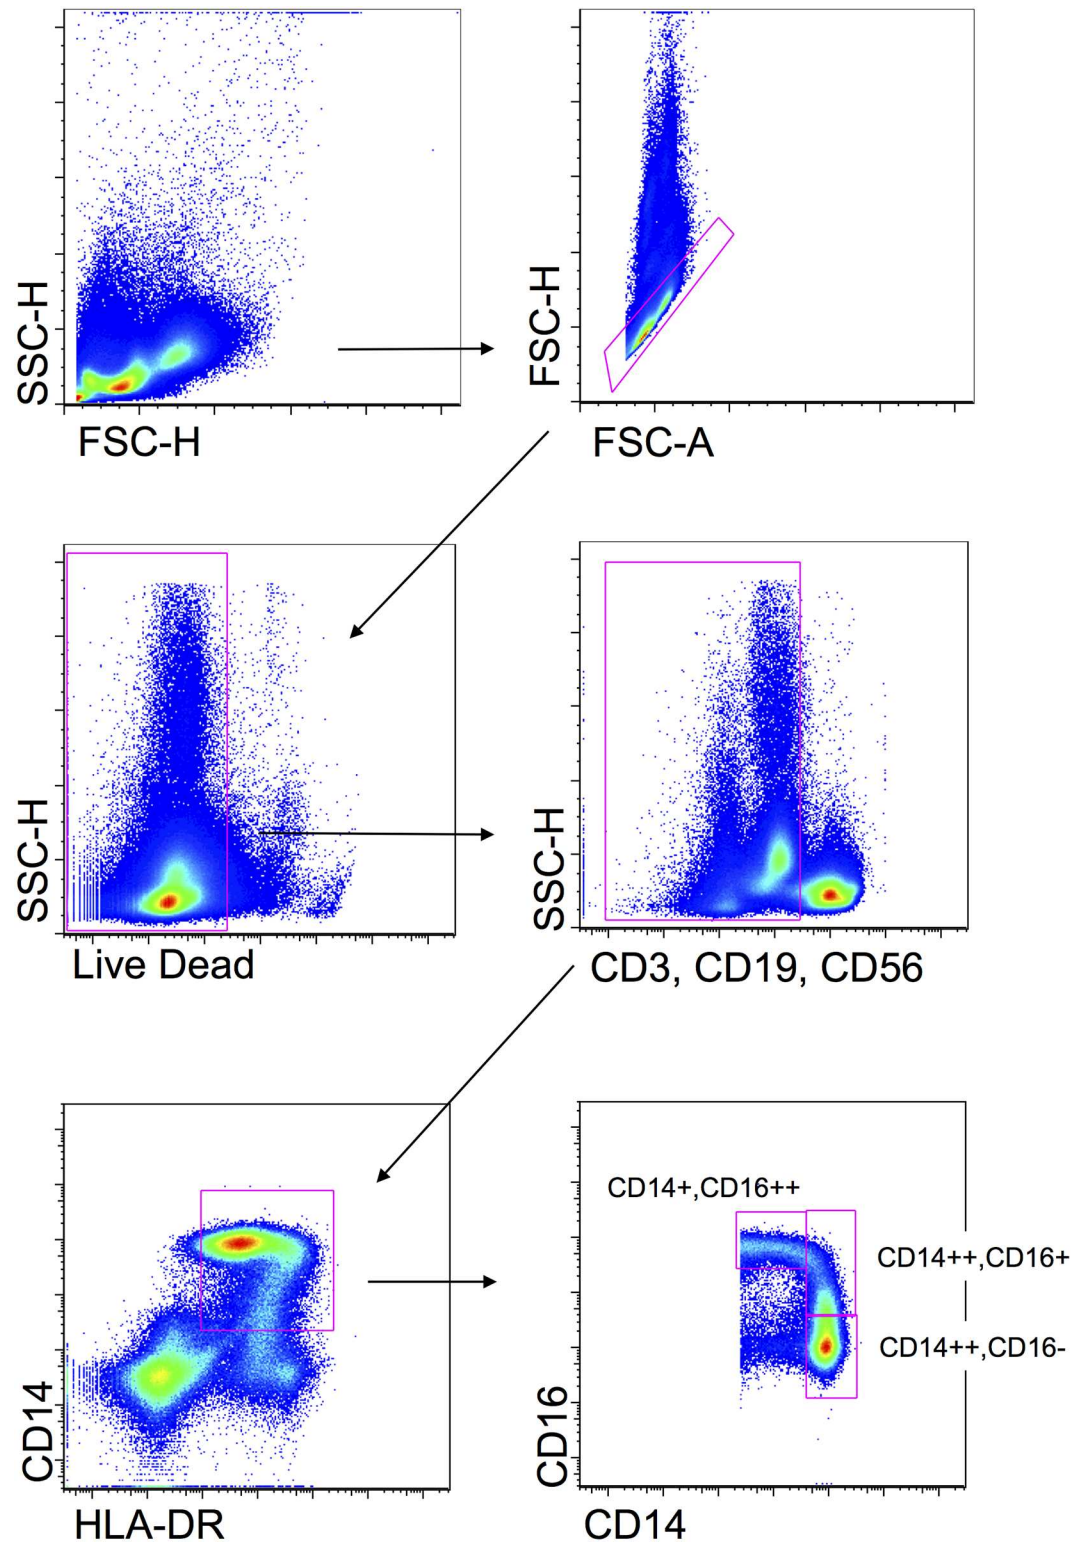 SSC-H
FSC-H
FSC-H
FSC-A
SSC-H
Live Dead
SSC-H
CD3, CD19, CD56
CD14
HLA-DR
CD14+,CD16++
CD14++,CD16+
CD14++,CD16-
CD16
CD14